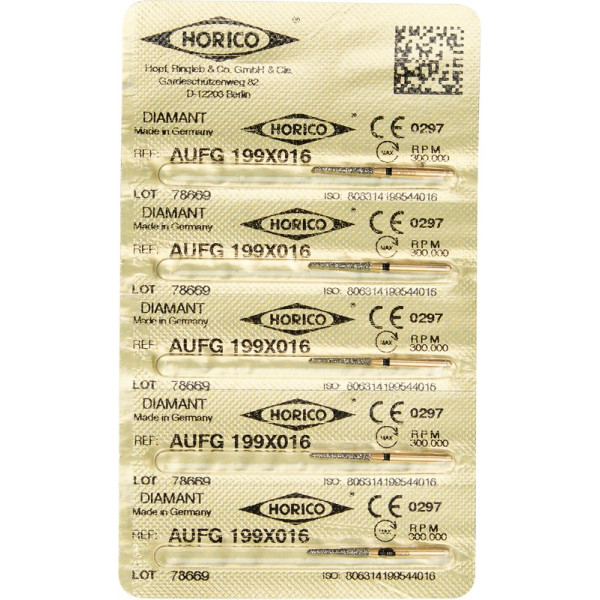 HORICO ®
Hopf, Ringleb & Co. GmbH & Cie.
Gardeschützenweg 82
D-12203 Berlin
DIAMANT
Made in Germany
HORICO ®
CE 0297
REF: AUFG 199X016
MAX
RPM
300.000
LOT 78669
ISO: 806314199544016
DIAMANT
Made in Germany
HORICO ®
CE 0297
REF: AUFG 199X016
MAX
RPM
300.000
LOT 78669
ISO: 806314199544016
DIAMANT
Made in Germany
HORICO ®
CE 0297
REF: AUFG 199X016
MAX
RPM
300.000
LOT 78669
ISO: 806314199544016
DIAMANT
Made in Germany
HORICO ®
CE 0297
REF: AUFG 199X016
MAX
RPM
300.000
LOT 78669
ISO: 806314199544016
DIAMANT
Made in Germany
HORICO ®
CE 0297
REF: AUFG 199X016
MAX
RPM
300.000
LOT 78669
ISO: 806314199544016